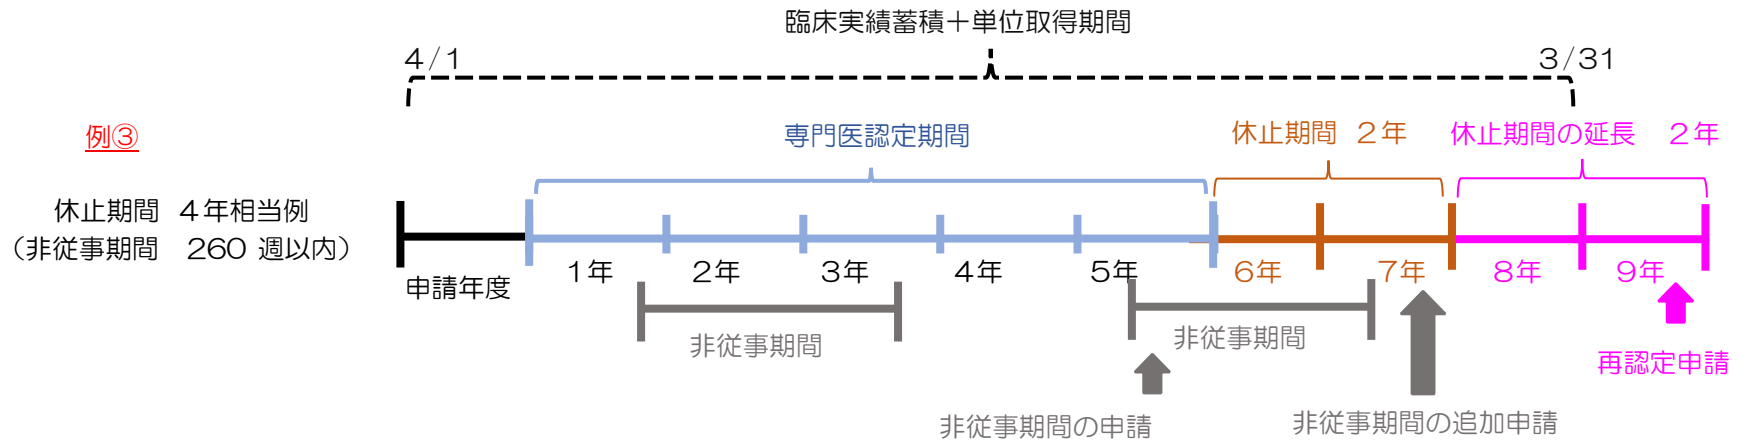 臨床実績蓄積＋単位取得期間
4/1
3/31
例③
専門医認定期間
休止期間 2年
休止期間の延長 2年
休止期間 4年相当例
（非従事期間 260 週以内）
申請年度
1年
2年
3年
4年
5年
6年
7年
8年
9年
非従事期間
非従事期間
再認定申請
非従事期間の申請
非従事期間の追加申請